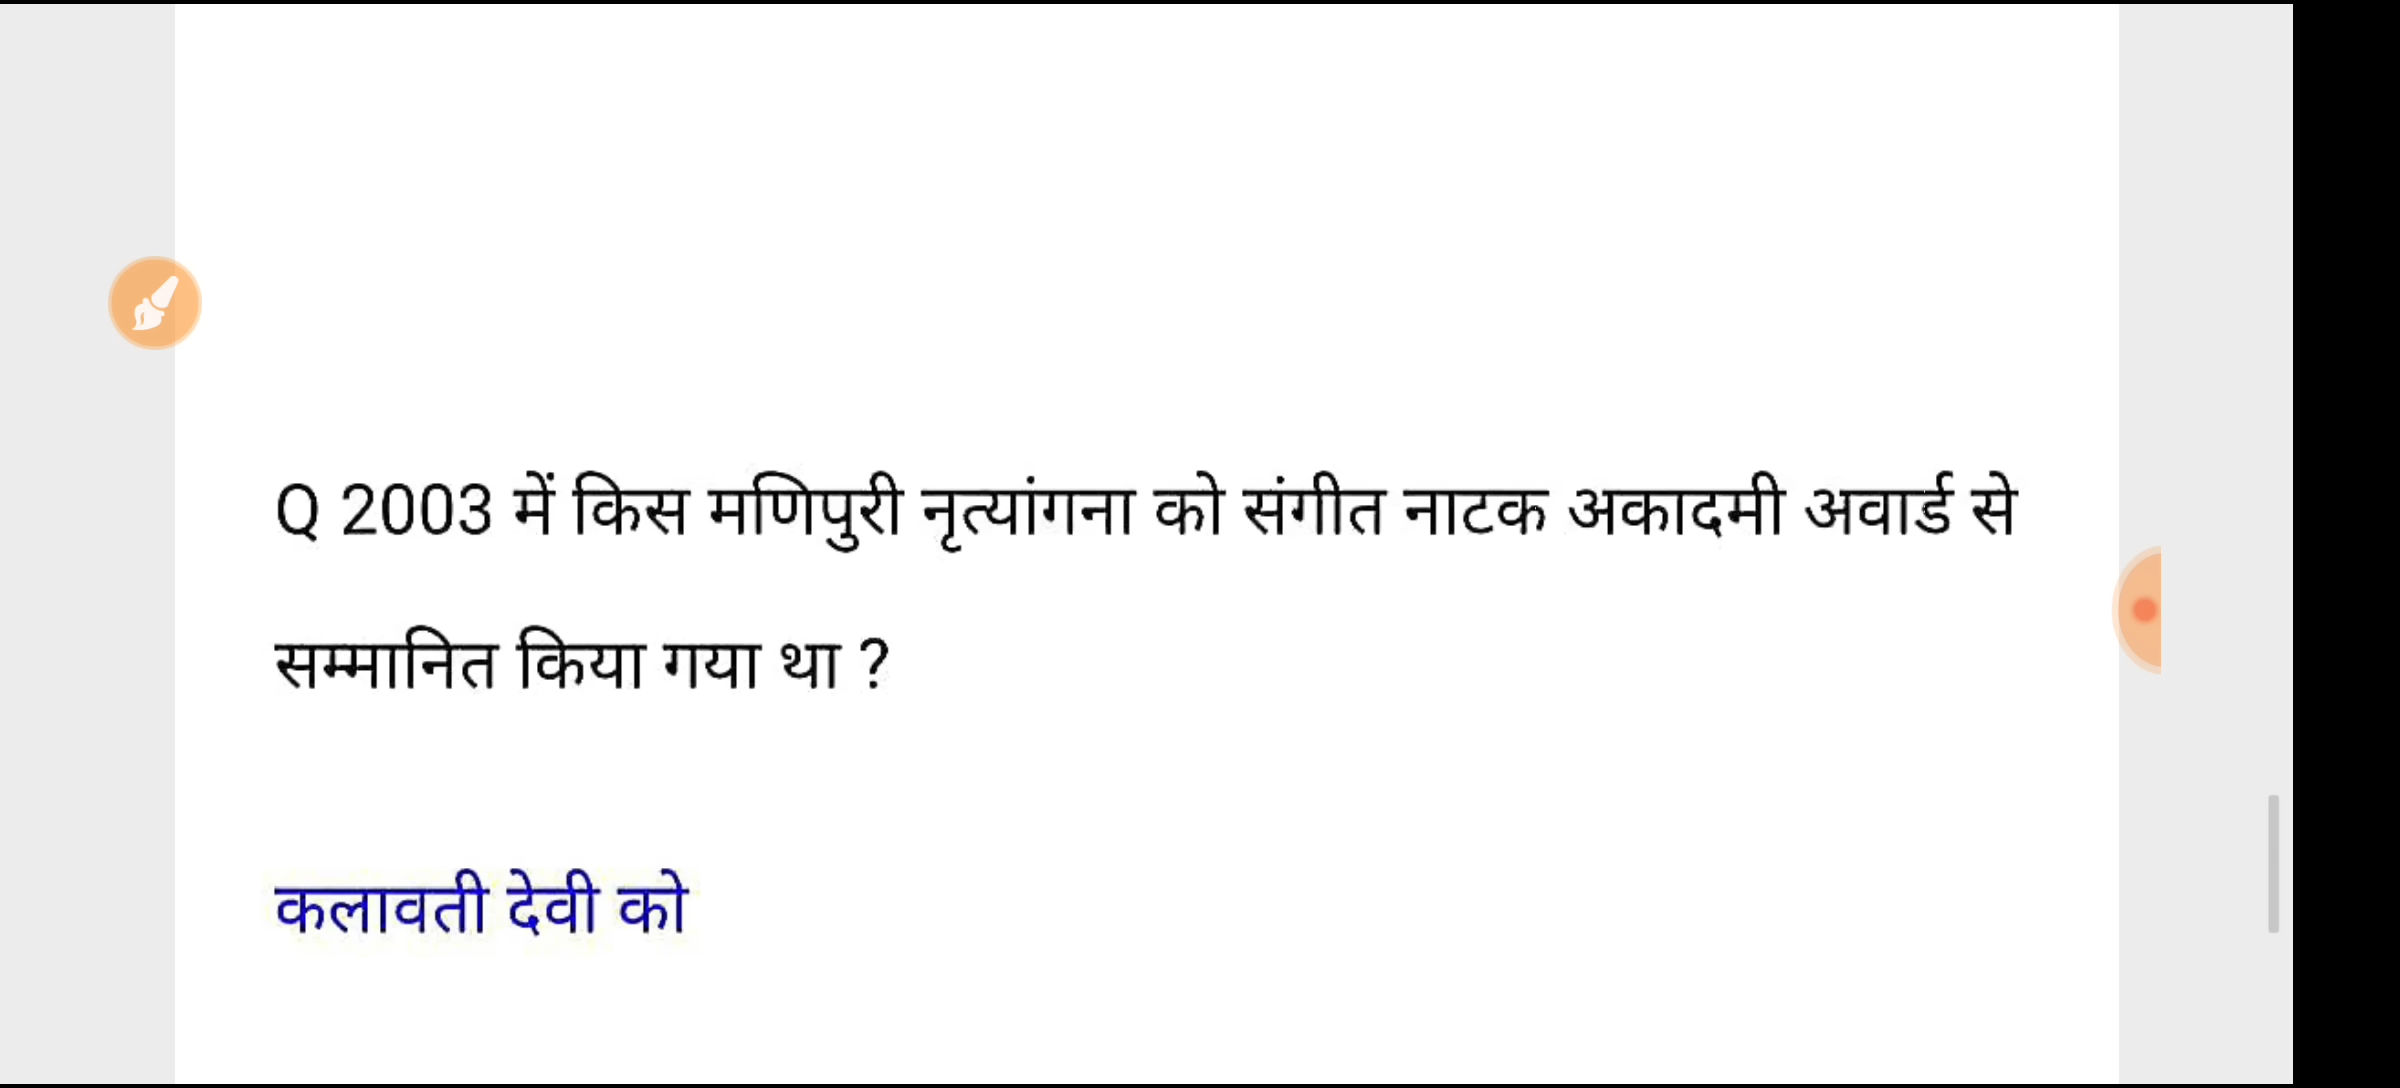 Q 2003 में किस मणिपुरी नृत्यांगना को संगीत नाटक अकादमी अवार्ड से
सम्मानित किया गया था ?
कलावती देवी को